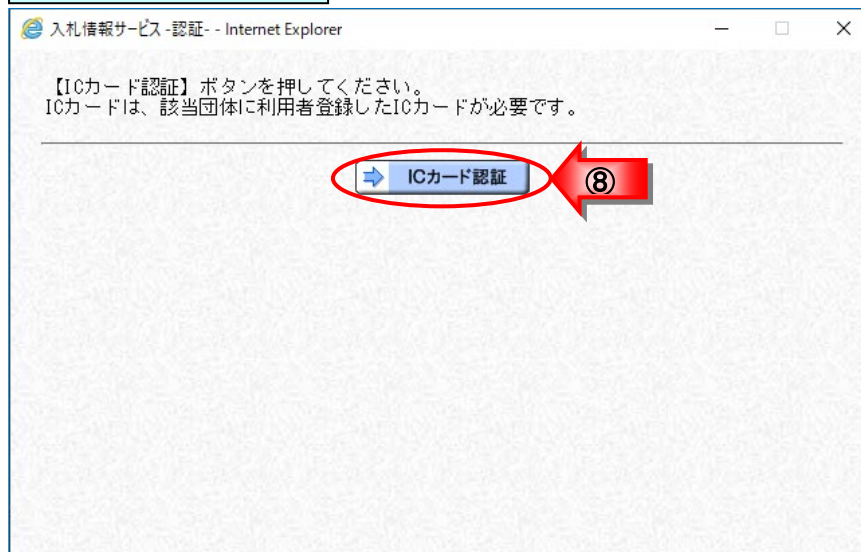 入札情報サービス -認証- - Internet Explorer
【ICカード認証】ボタンを押してください。
ICカードは、該当団体に利用者登録したICカードが必要です。
ICカード認証
⑧